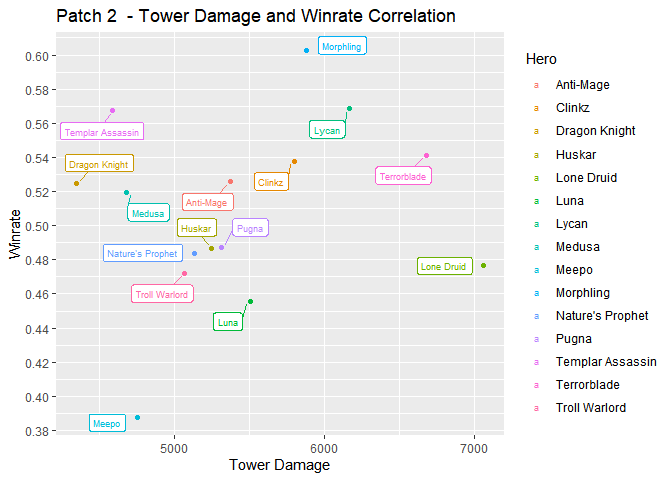 Patch 2  - Tower Damage and Winrate Correlation
Winrate
0.60
0.58
0.56
0.54
0.52
0.50
0.48
0.46
0.44
0.42
0.40
0.38
Morphling
Templar Assassin
Lycan
Dragon Knight
Clinkz
Terrorblade
Anti-Mage
Medusa
Huskar
Pugna
Nature's Prophet
Lone Druid
Troll Warlord
Luna
Meepo
5000
6000
7000
Tower Damage
Hero
a Anti-Mage
a Clinkz
a Dragon Knight
a Huskar
a Lone Druid
a Luna
a Lycan
a Medusa
a Meepo
a Morphling
a Nature's Prophet
a Pugna
a Templar Assassin
a Terrorblade
a Troll Warlord